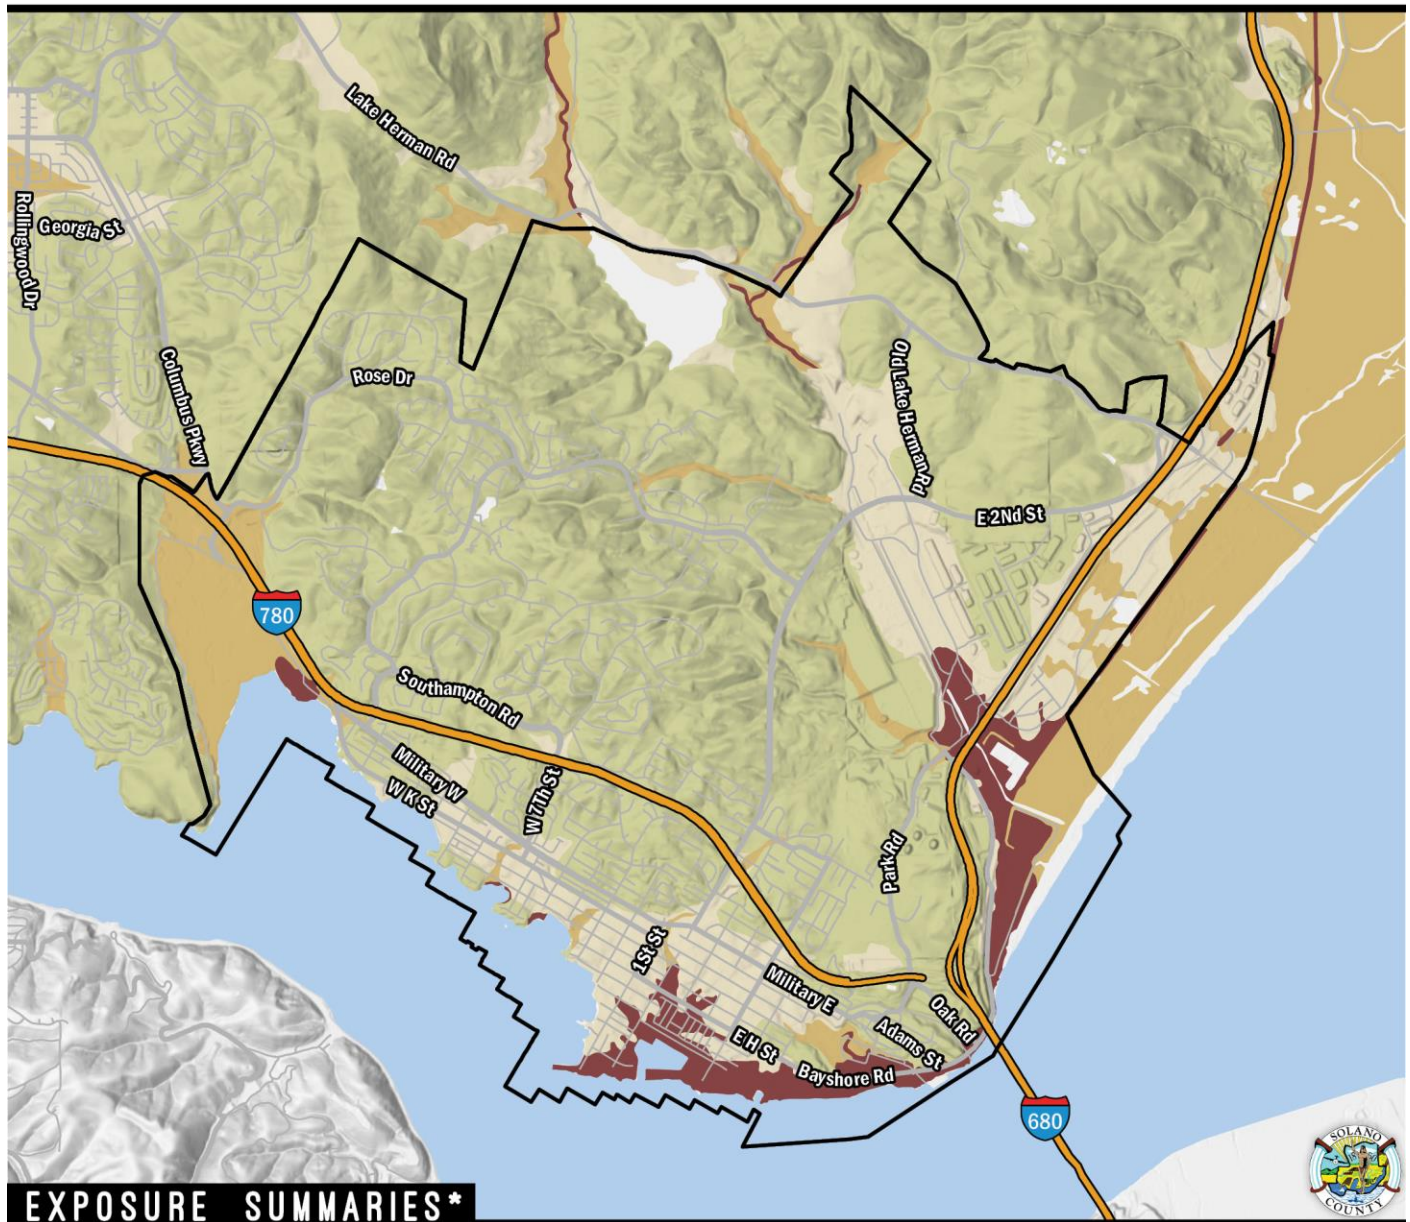 Lake Herman Rd
Rollingwood Dr
Georgia St
Columbus Pkwy
Rose Dr
Old Lake Herman Rd
E 2Nd St
780
Southampton Rd
Military W
W K St
W 7Th St
Park Rd
1St St
Military E
Oak Rd
Adams St
E H St
Bayshore Rd
680
SOLANO
COUNTY
EXPOSURE SUMMARIES*